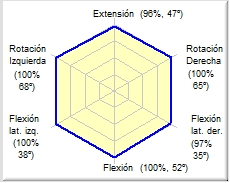 Extensión (96%, 47º)
Rotación
Izquierda
(100%
68º)
Rotación
Derecha
(100%
65º)
Flexión
lat. izq.
(100%
38º)
Flexión
lat. der.
(97%
35º)
Flexión (100%, 52º)